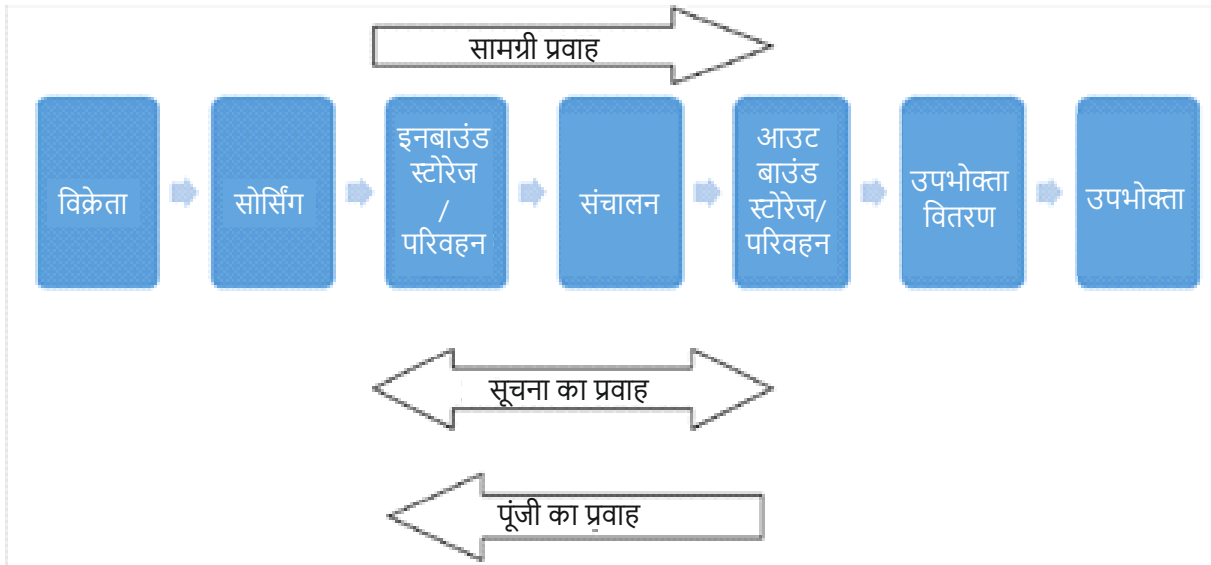 सामग्री प्रवाह
विक्रेता
सोर्सिंग
इनबाउंड
स्टोरेज
/
परिवहन
संचालन
आउट
बाउंड
स्टोरेज/
परिवहन
उपभोक्ता
वितरण
उपभोक्ता
सूचना का प्रवाह
पूंजी का प्रवाह